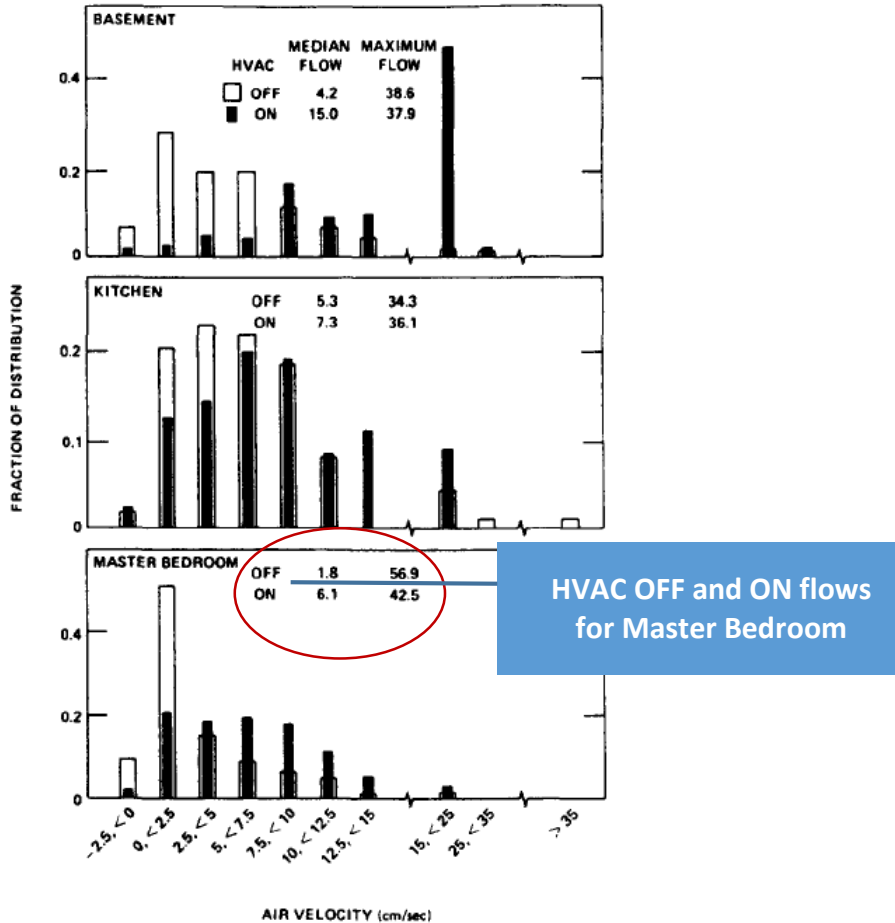 BASEMENT
MEDIAN MAXIMUM
HVAC FLOW FLOW
OFF 4.2 38.6
ON 15.0 37.9
0.4
0.2
0
KITCHEN
OFF 5.3 34.3
ON 7.3 36.1
0.2
0.1
0
FRACTION OF DISTRIBUTION
MASTER BEDROOM
OFF 1.8 56.9
ON 6.1 42.5
HVAC OFF and ON flows
for Master Bedroom
0.4
0.2
0
-2.5, < 0
0, < 2.5
2.5, < 5
5, < 7.5
7.5, < 10
10, < 12.5
12.5, < 15
15, < 25
25, < 35
> 35
AIR VELOCITY (cm/sec)